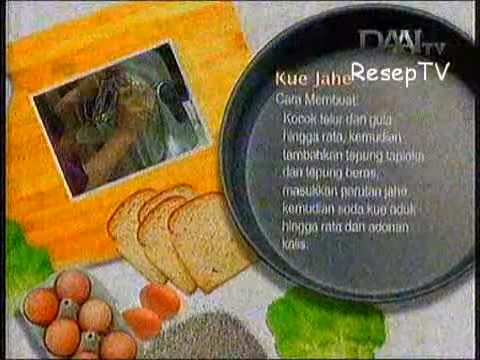 DAAI TV
ResepTV
Kue Jahe
Cara Membuat:
Kocok telur dan gula
hingga rata, kemudian
tambahkan tepung tapioka
dan tepung beras,
masukkan parutan jahe,
kemudian soda kue aduk
hingga rata dan adonan
kalis.